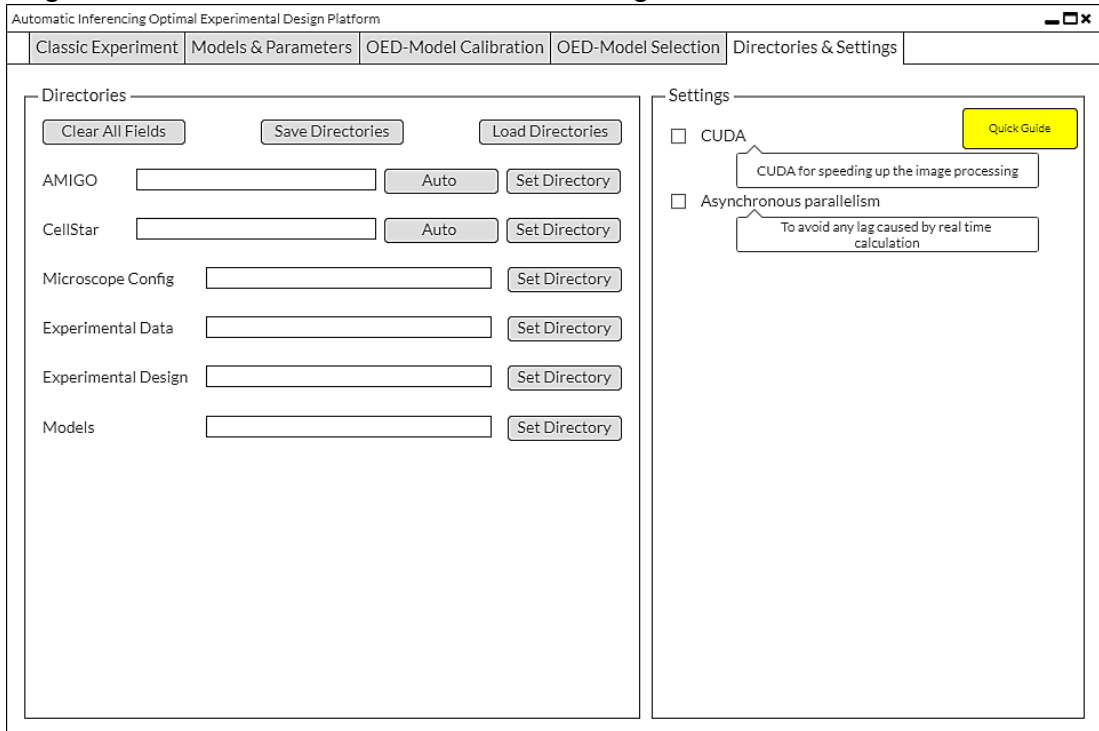 Automatic Inferencing Optimal Experimental Design Platform
Classic Experiment Models & Parameters OED-Model Calibration OED-Model Selection Directories & Settings
Directories
Clear All Fields Save Directories Load Directories
AMIGO Auto Set Directory
CellStar Auto Set Directory
Microscope Config Set Directory
Experimental Data Set Directory
Experimental Design Set Directory
Models Set Directory
Settings
Quick Guide
CUDA
CUDA for speeding up the image processing
Asynchronous parallelism
To avoid any lag caused by real time
calculation